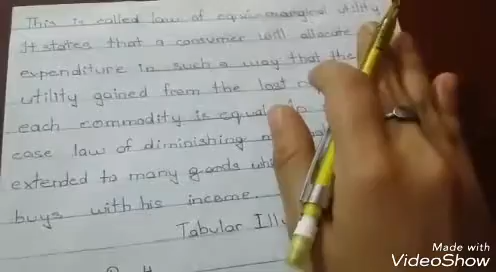 This is called law of equi-marginal utility
It states that a consumer will allocate
expenditure in such a way that the
utility gained from the last
each commodity is equal. In
case law of diminishing
extended to many goods
buys with his income.
Tabular
Made with
VideoShow